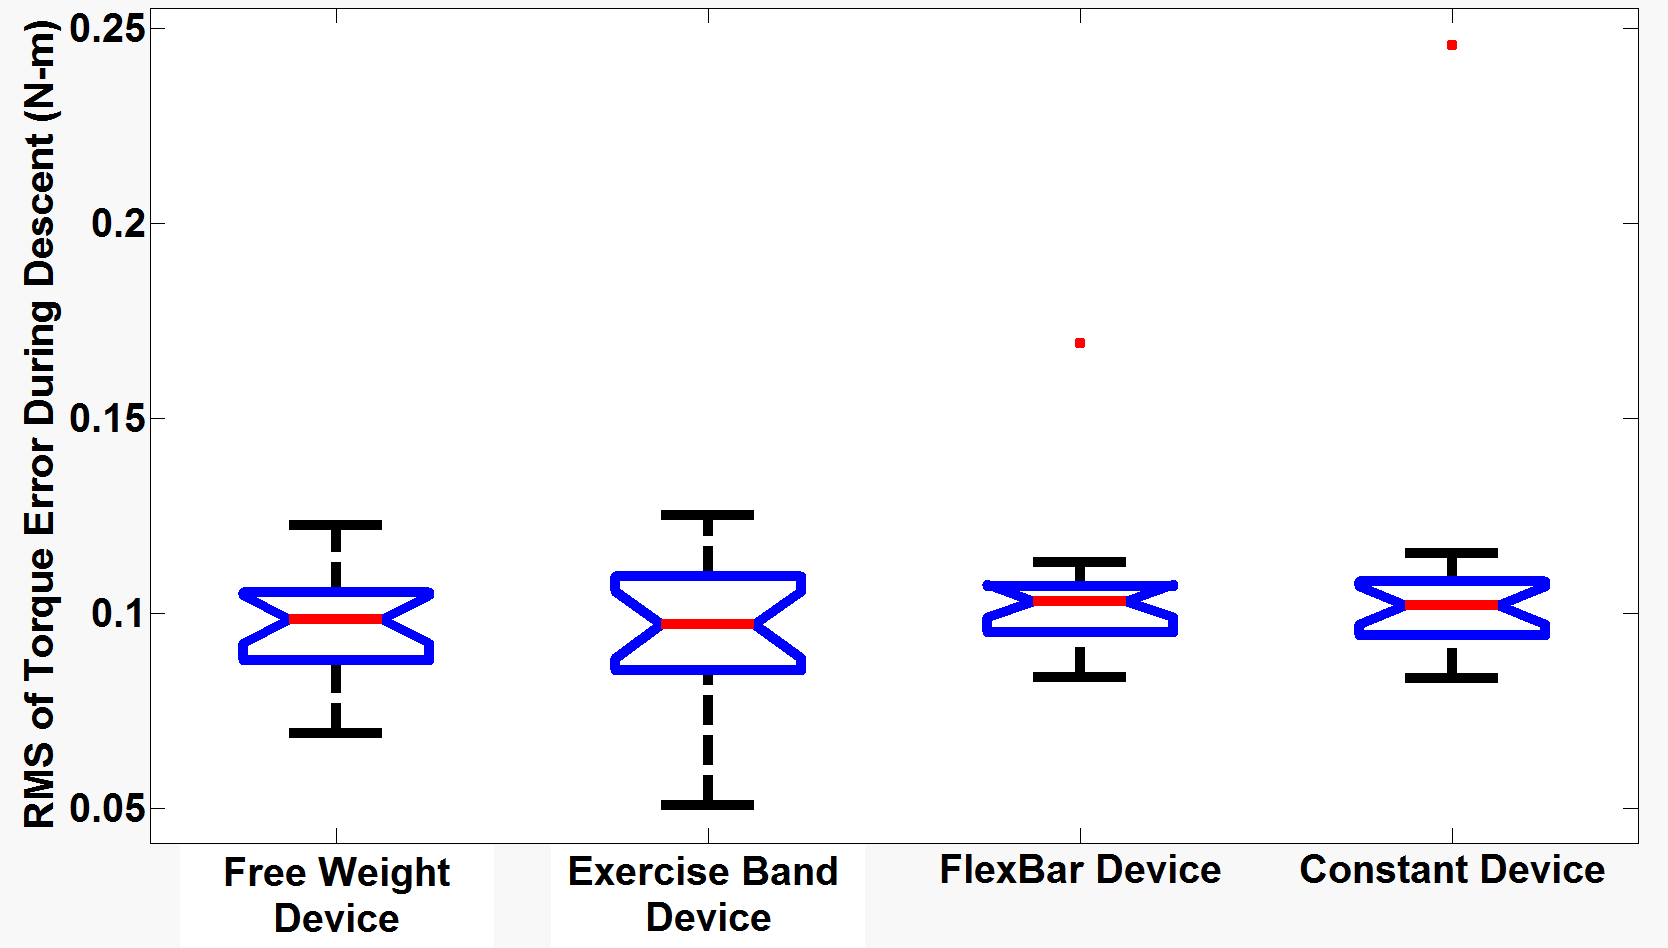 RMS of Torque Error During Descent (N-m)
0.25
0.2
0.15
0.1
0.05
Free Weight
Device
Exercise Band
Device
FlexBar Device
Constant Device